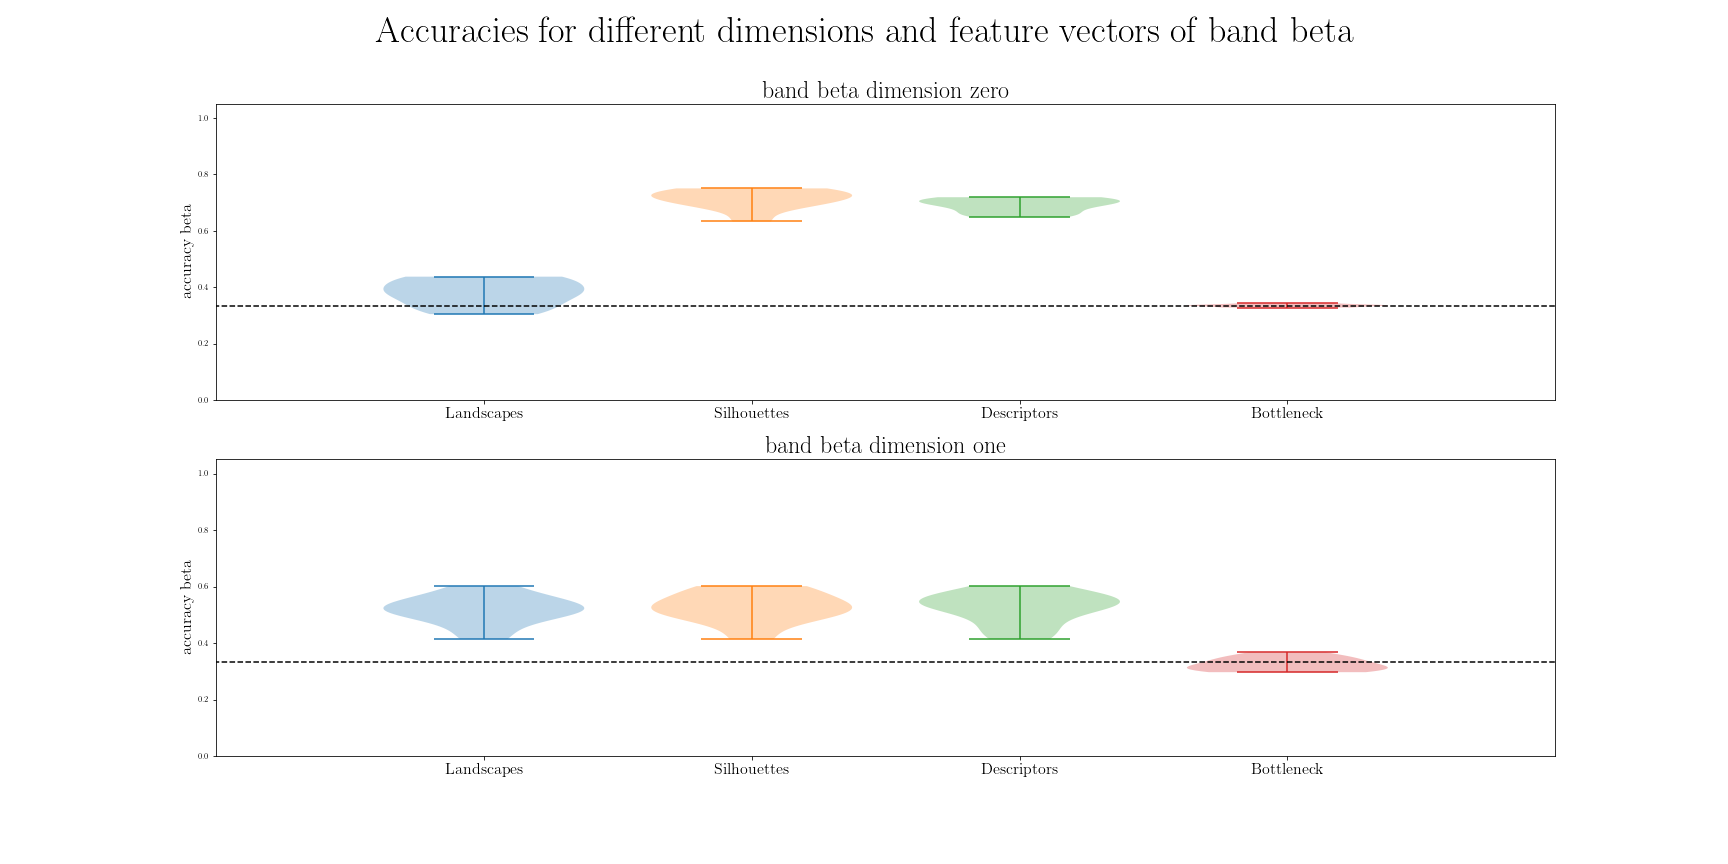 Accuracies for different dimensions and feature vectors of band beta
band beta dimension zero
1.0
0.8
0.6
0.4
0.2
0.0
accuracy beta
Landscapes Silhouettes Descriptors Bottleneck
band beta dimension one
1.0
0.8
0.6
0.4
0.2
0.0
accuracy beta
Landscapes Silhouettes Descriptors Bottleneck